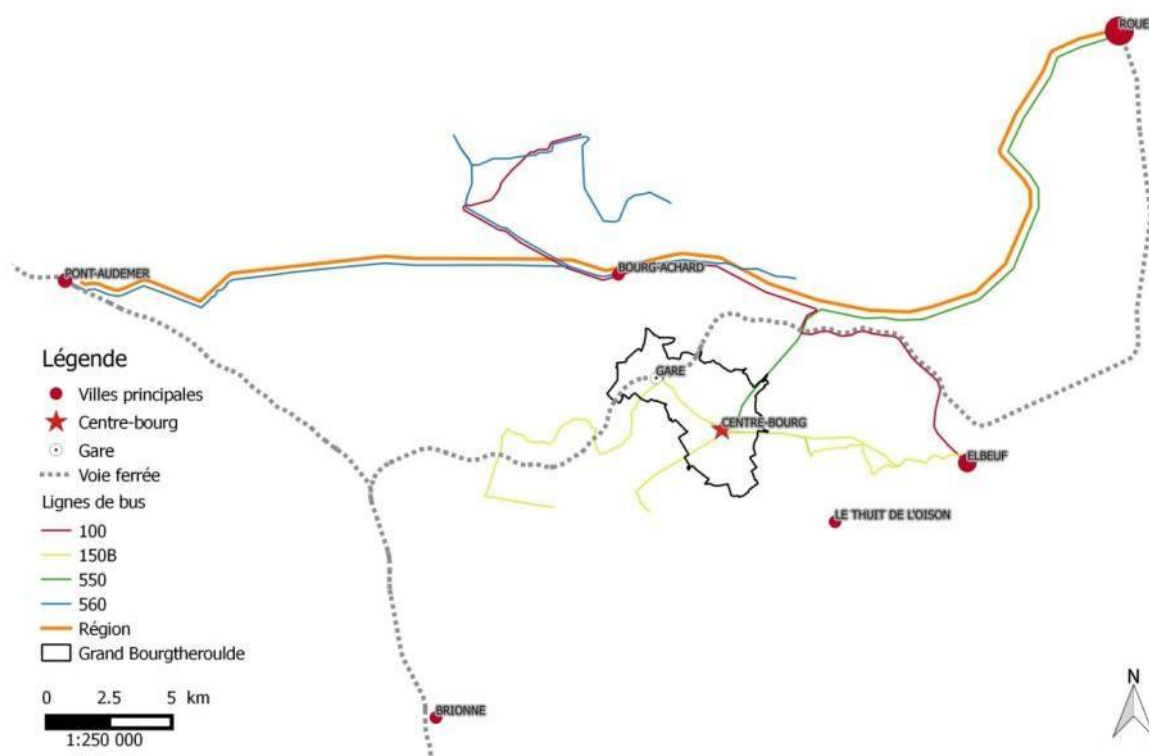 ROUE
BOURG-ACHARD
PONT-AUDEMER
GARE
CENTRE-BOURG
ELBEUF
LE THUIT DE L'OISON
BRIONNE
Légende
Villes principales
Centre-bourg
Gare
Voie ferrée
Lignes de bus
100
150B
550
560
Région
Grand Bourgtheroulde
0 2.5 5 km
1:250 000
N